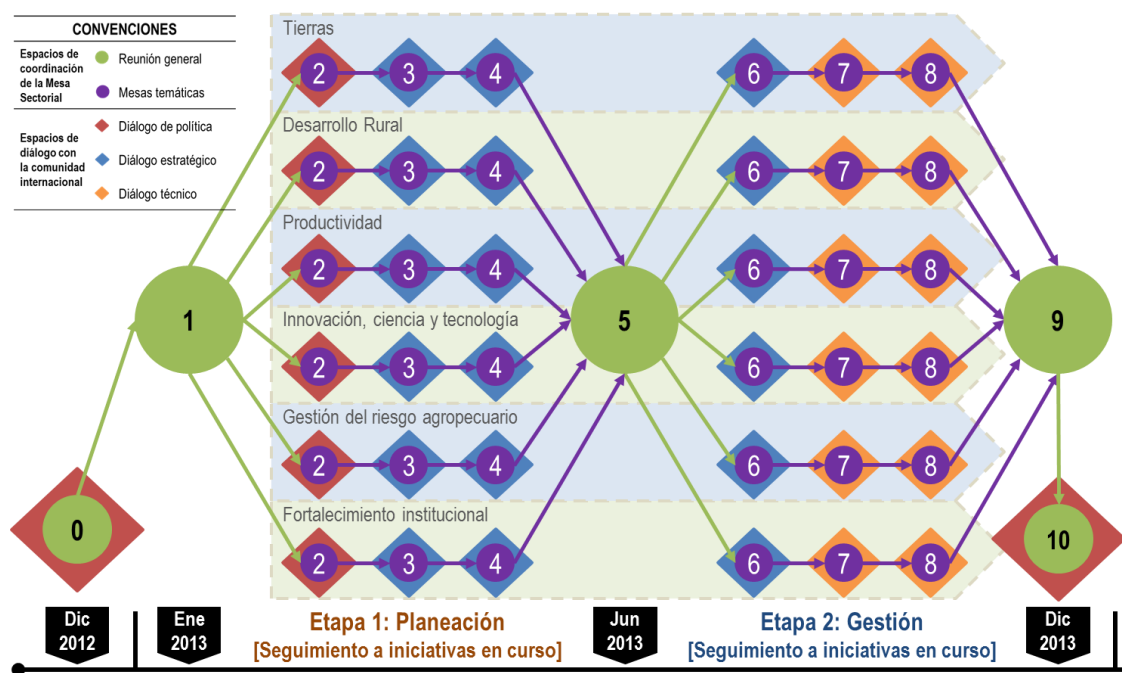 CONVENCIONES
Espacios de
coordinación
de la Mesa
Sectorial
Reunión general
Mesas temáticas
Espacios de
diálogo con
la comunidad
internacional
Diálogo de política
Diálogo estratégico
Diálogo técnico
Tierras
2 3 4 6 7 8
Desarrollo Rural
2 3 4 6 7 8
Productividad
2 3 4 6 7 8
1 5 9
Innovación, ciencia y tecnología
2 3 4 6 7 8
Gestión del riesgo agropecuario
2 3 4 6 7 8
0 10
Fortalecimiento institucional
2 3 4 6 7 8
Dic
2012
Ene
2013
Etapa 1: Planeación
[Seguimiento a iniciativas en curso]
Jun
2013
Etapa 2: Gestión
[Seguimiento a iniciativas en curso]
Dic
2013